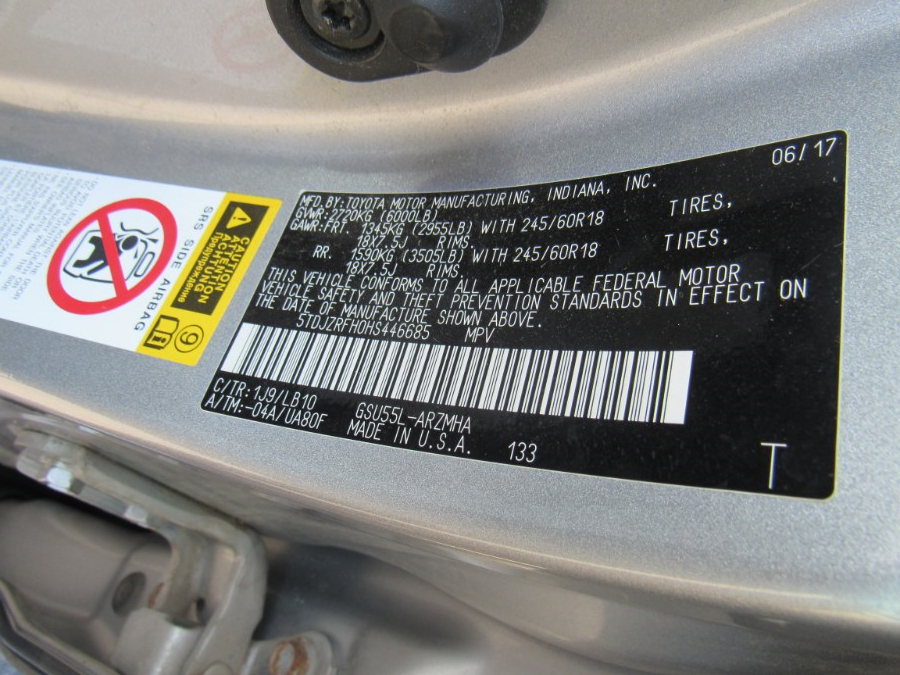 06/17
MFD.BY:TOYOTA MOTOR MANUFACTURING, INDIANA, INC.
GVWR:2720KG (6000LB)
GAWR:FRT. 1345KG (2955LB) WITH 245/60R18 TIRES,
18X7.5J RIMS.
RR. 1590KG (3505LB) WITH 245/60R18 TIRES,
18X7.5J RIMS.
THIS VEHICLE CONFORMS TO ALL APPLICABLE FEDERAL MOTOR
VEHICLE SAFETY AND THEFT PREVENTION STANDARDS IN EFFECT ON
THE DATE OF MANUFACTURE SHOWN ABOVE.
5TDJZRFH0HS446685 MPV
C/TR:1J9/LB10 GSU55L-ARZMHA
A/TM:-04A/UA80F MADE IN U.S.A. 133
T
CAUTION
ATTENTION
ACHTUNG
Предупреждение
SRS SIDE AIRBAG
9